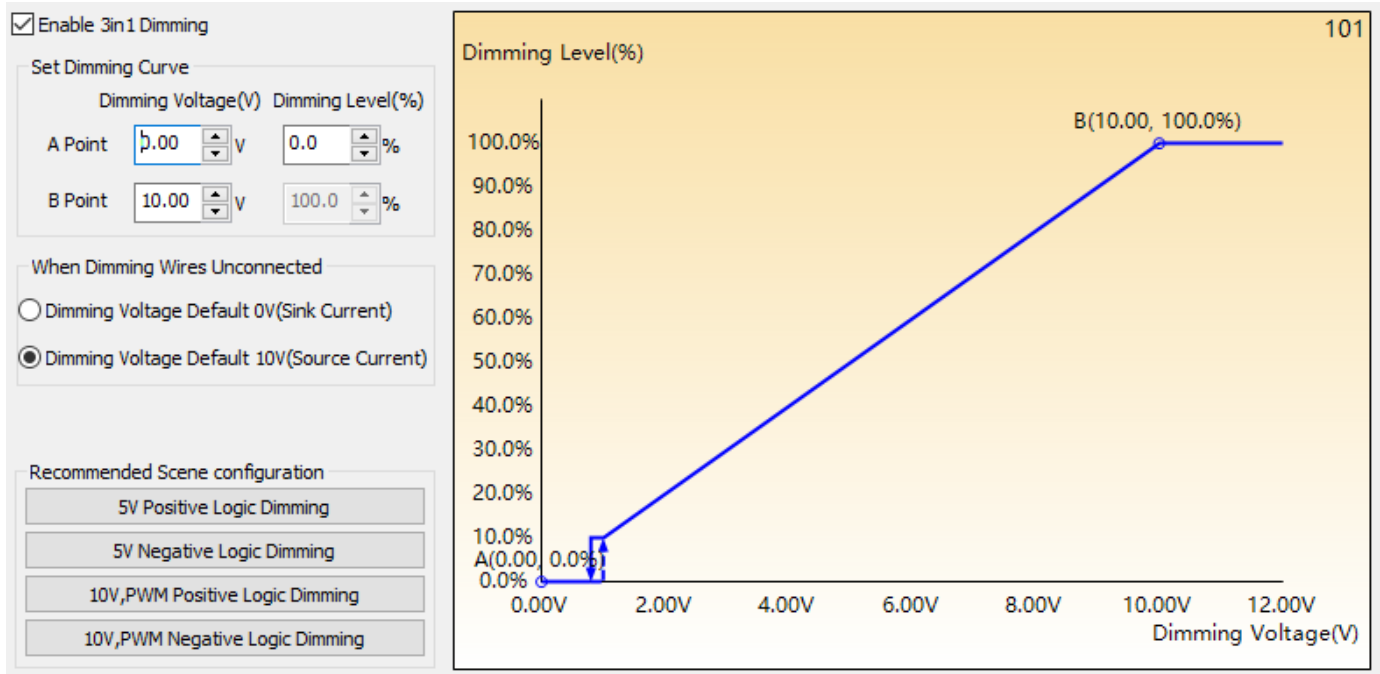 Enable 3in1 Dimming
Set Dimming Curve
Dimming Voltage(V) Dimming Level(%)
A Point 0.00 V 0.0 %
B Point 10.00 V 100.0 %
When Dimming Wires Unconnected
Dimming Voltage Default 0V(Sink Current)
Dimming Voltage Default 10V(Source Current)
Recommended Scene configuration
5V Positive Logic Dimming
5V Negative Logic Dimming
10V,PWM Positive Logic Dimming
10V,PWM Negative Logic Dimming
101
Dimming Level(%)
B(10.00, 100.0%)
100.0%
90.0%
80.0%
70.0%
60.0%
50.0%
40.0%
30.0%
20.0%
10.0%
A(0.00, 0.0%)
0.0%
0.00V 2.00V 4.00V 6.00V 8.00V 10.00V 12.00V
Dimming Voltage(V)